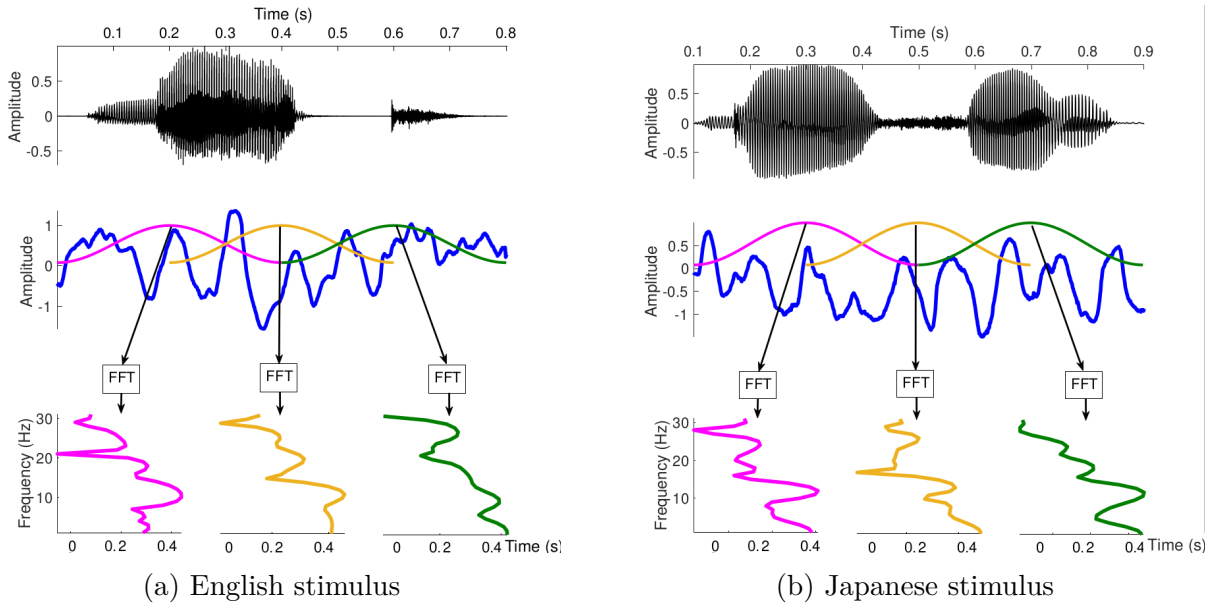 Time (s)
0.1 0.2 0.3 0.4 0.5 0.6 0.7 0.8
Amplitude
0.5
0
-0.5
Amplitude
1
0
-1
FFT FFT FFT
Frequency (Hz)
30
20
10
0 0.2 0.4 0 0.2 0.4 0 0.2 0.4 Time (s)
(a) English stimulus
Time (s)
0.1 0.2 0.3 0.4 0.5 0.6 0.7 0.8 0.9
Amplitude
0.5
0
-0.5
Amplitude
0.5
0
-0.5
-1
FFT FFT FFT
Frequency (Hz)
30
20
10
0 0.2 0.4 0 0.2 0.4 0 0.2 0.4 Time (s)
(b) Japanese stimulus